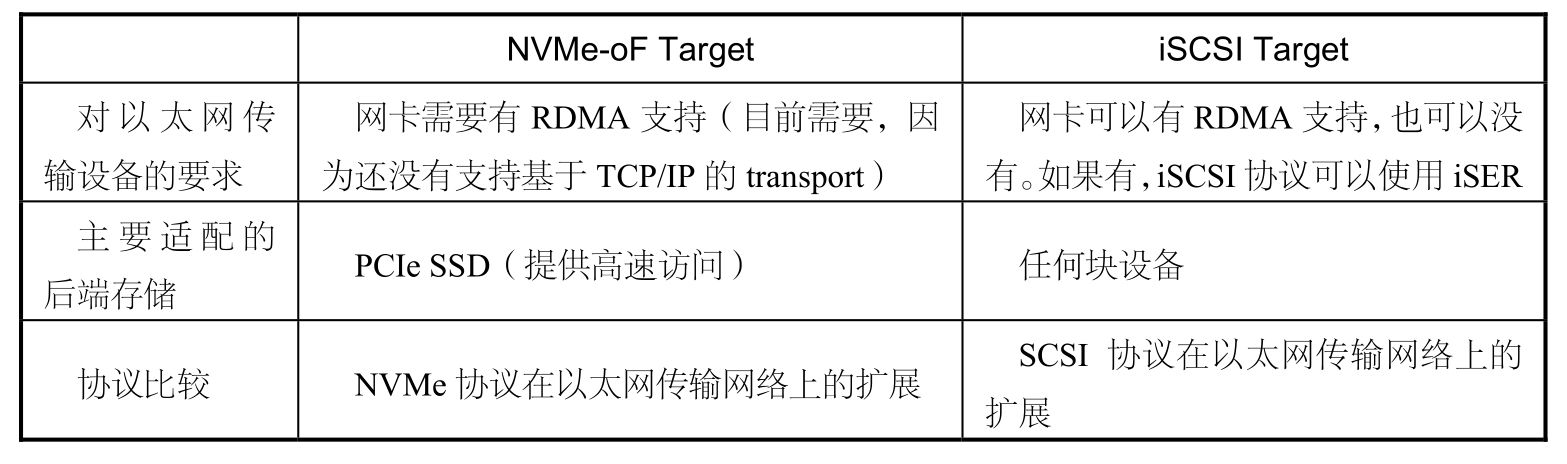 NVMe-oF Target
iSCSI Target
对以太网传
输设备的要求
网卡需要有 RDMA 支持（目前需要，因
为还没有支持基于 TCP/IP 的 transport）
网卡可以有 RDMA 支持，也可以没
有。如果有，iSCSI 协议可以使用 iSER
主要适配的
后端存储
PCIe SSD（提供高速访问）
任何块设备
协议比较
NVMe 协议在以太网传输网络上的扩展
SCSI 协议在以太网传输网络上的
扩展